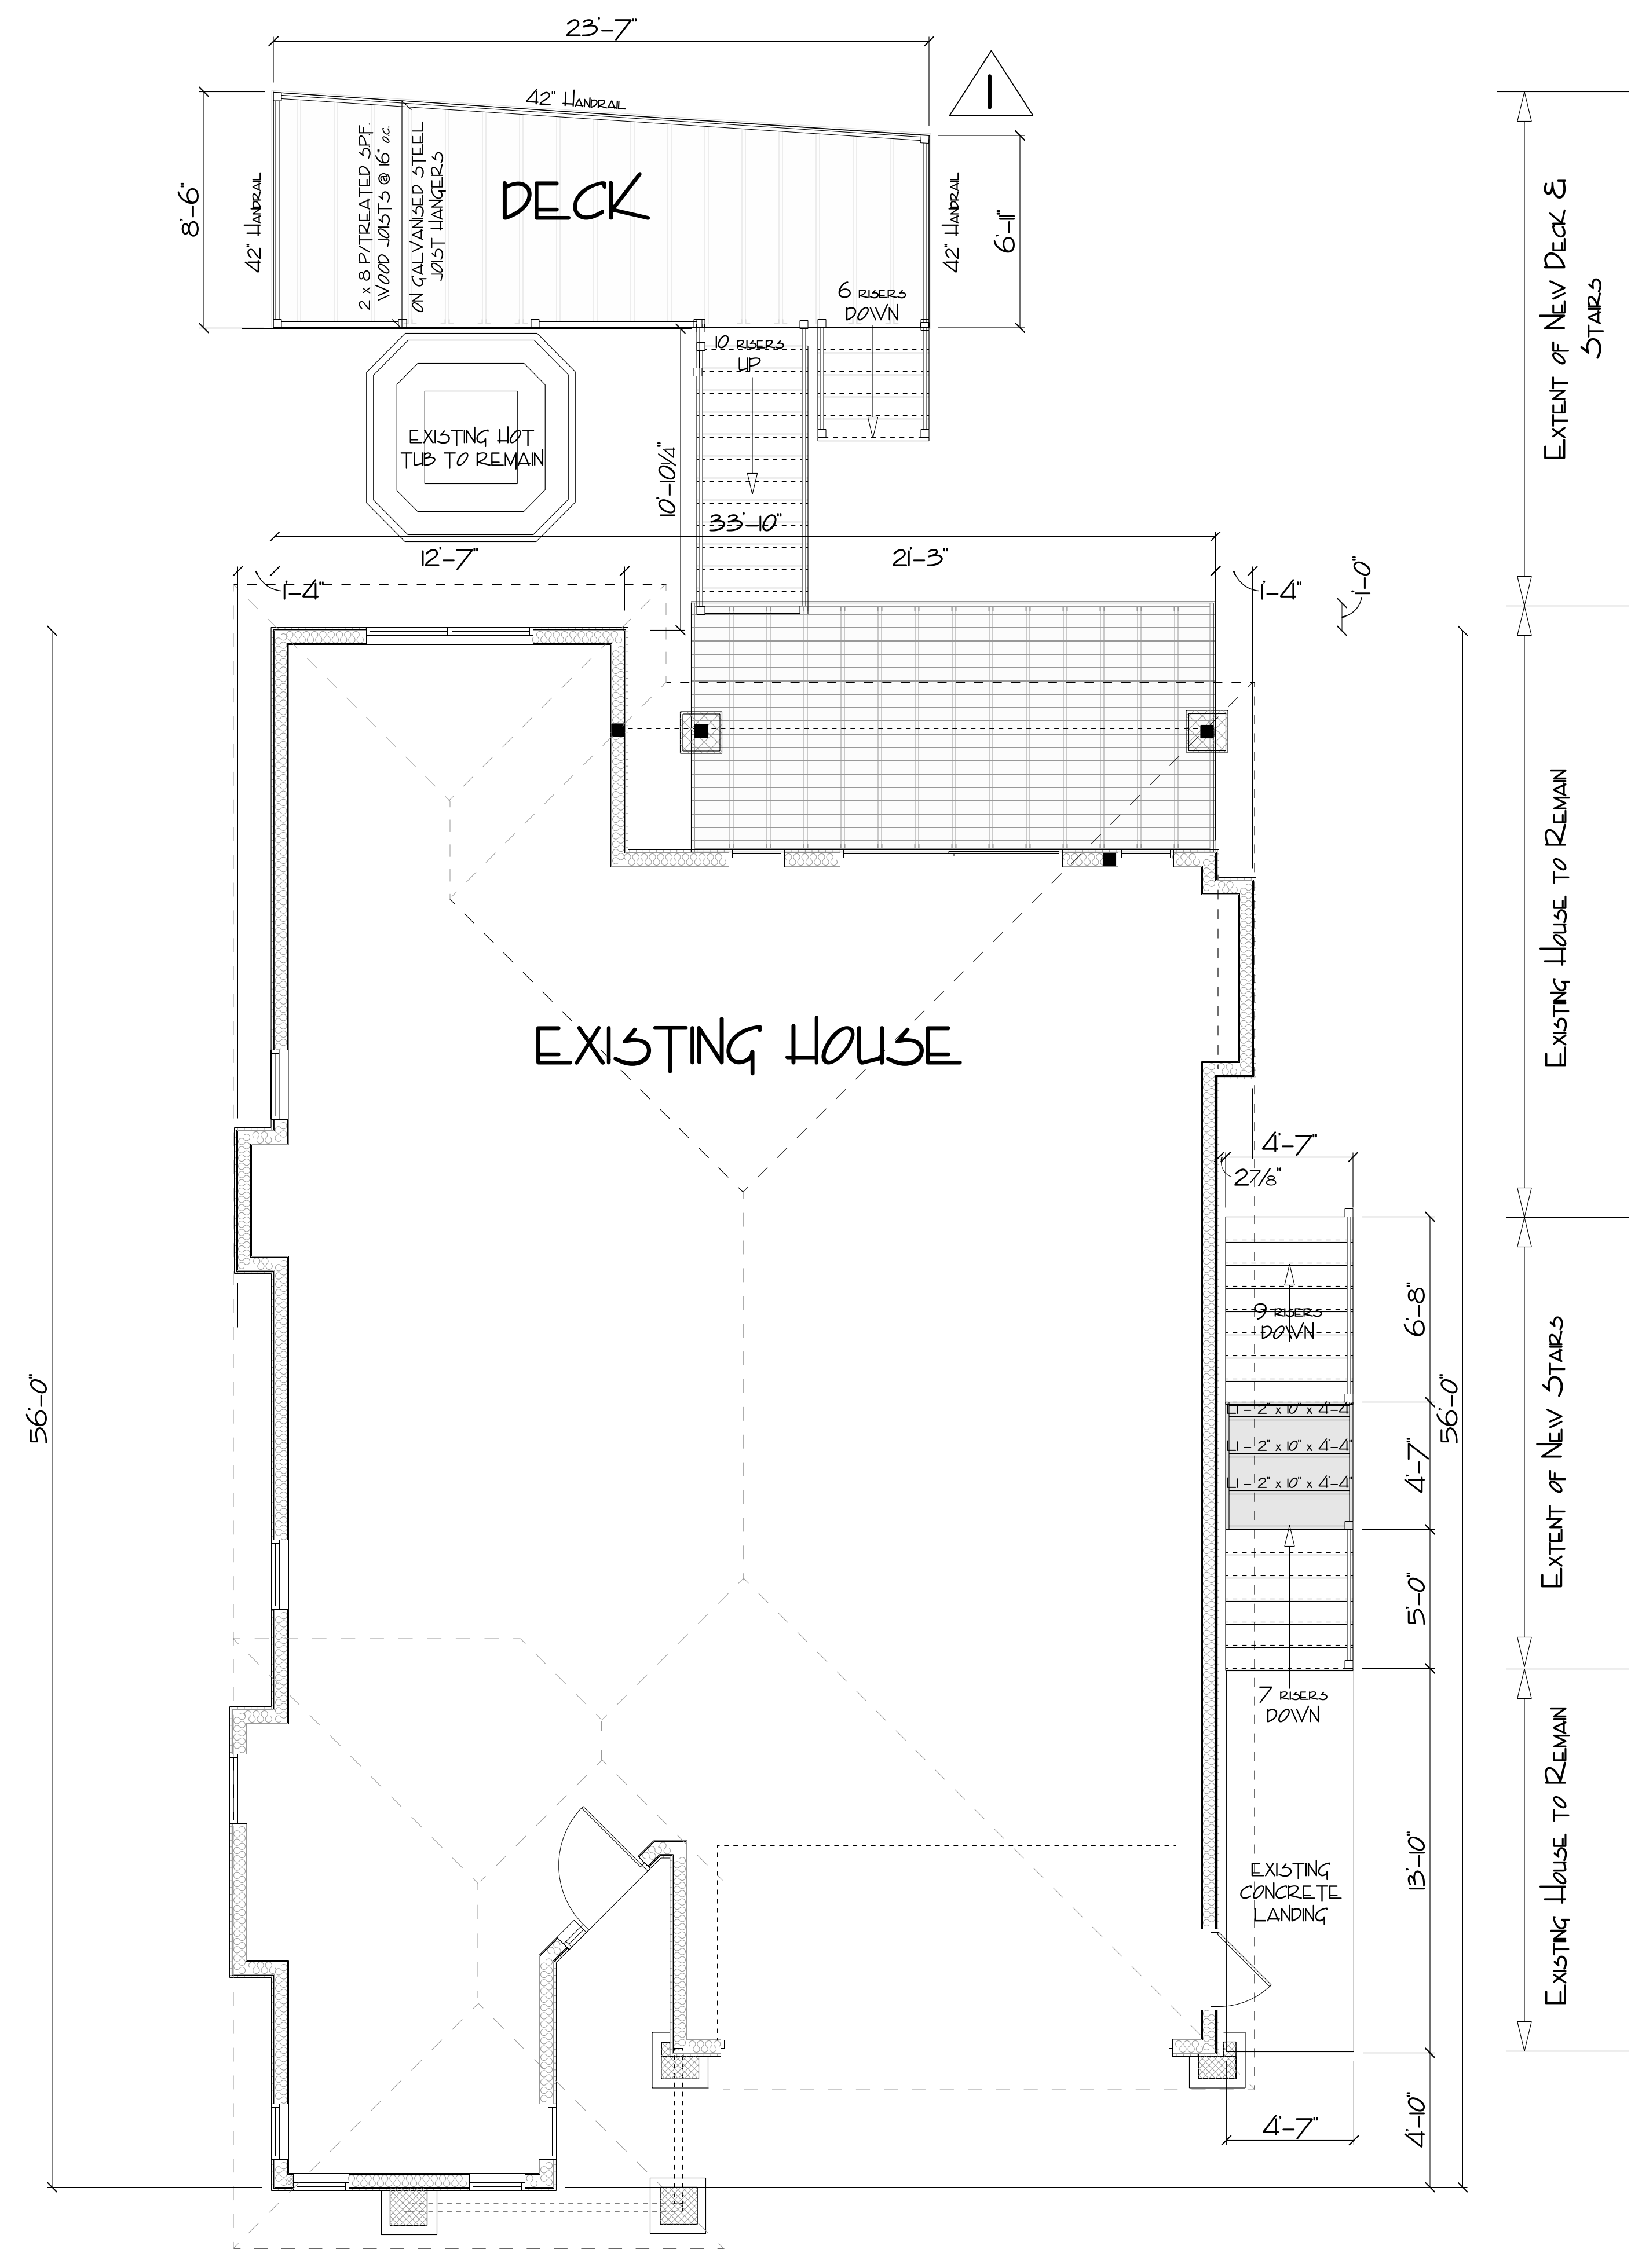 23'-7"
1
42" HANDRAIL
8'-6"
42" HANDRAIL
2 x 8 P/TREATED SPF.
WOOD JOISTS @ 16" o.c.
ON GALVANISED STEEL
JOIST HANGERS
DECK
42" HANDRAIL
6'-11"
6 RISERS
DOWN
EXTENT OF NEW DECK &
STAIRS
10 RISERS
UP
EXISTING HOT
TUB TO REMAIN
10'-10¼"
33'-10"
12'-7"
21'-3"
1'-4"
1'-4"
1'-0"
EXISTING HOUSE TO REMAIN
EXISTING HOUSE
4'-7"
2⅞"
9 RISERS
DOWN
6'-8"
56'-0"
56'-0"
L1 - 2" x 10" x 4'-4"
L1 - 2" x 10" x 4'-4"
L1 - 2" x 10" x 4'-4"
4'-7"
EXTENT OF NEW STAIRS
5'-0"
7 RISERS
DOWN
EXISTING
CONCRETE
LANDING
13'-10"
EXISTING HOUSE TO REMAIN
4'-7"
4'-10"